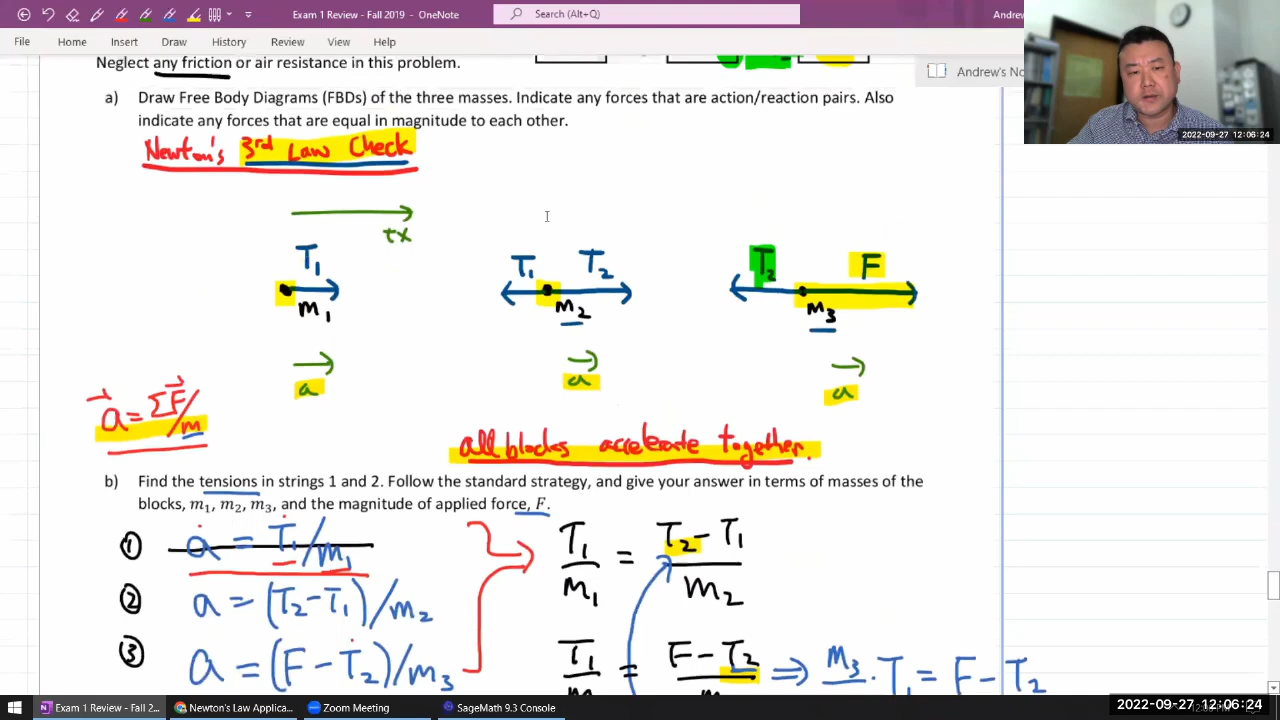 Exam Review - Fall 2019 - OneNote
Search (Alt+Q)
Andrew
File Home Insert Draw History Review View Help
Andrew's No
Neglect any friction or air resistance in this problem.
a) Draw Free Body Diagrams (FBDs) of the three masses. Indicate any forces that are action/reaction pairs. Also
indicate any forces that are equal in magnitude to each other.
Newton's 3rd Law Check
+x
T₁
m₁
a
T₁ T₂
m₂
a
T₂ F
m₃
a
a = ΣF/m
all blocks accelerate together.
b) Find the tensions in strings 1 and 2. Follow the standard strategy, and give your answer in terms of masses of the
blocks, m₁, m₂, m₃, and the magnitude of applied force, F.
① a = T₁/m₁
② a = (T₂-T₁)/m₂
③ a = (F-T₂)/m₃
T₁/m₁ = (T₂-T₁)/m₂
T₁/m = (F-T₂)/m ⇒ m₃ · T₁ = F-T₂
2022-09-27 12:06:24
Exam 1 Review - Fall 2...
Newton's Law Applic...
Zoom Meeting
SageMath 9.3 Console
2022-09-27 12:06:24